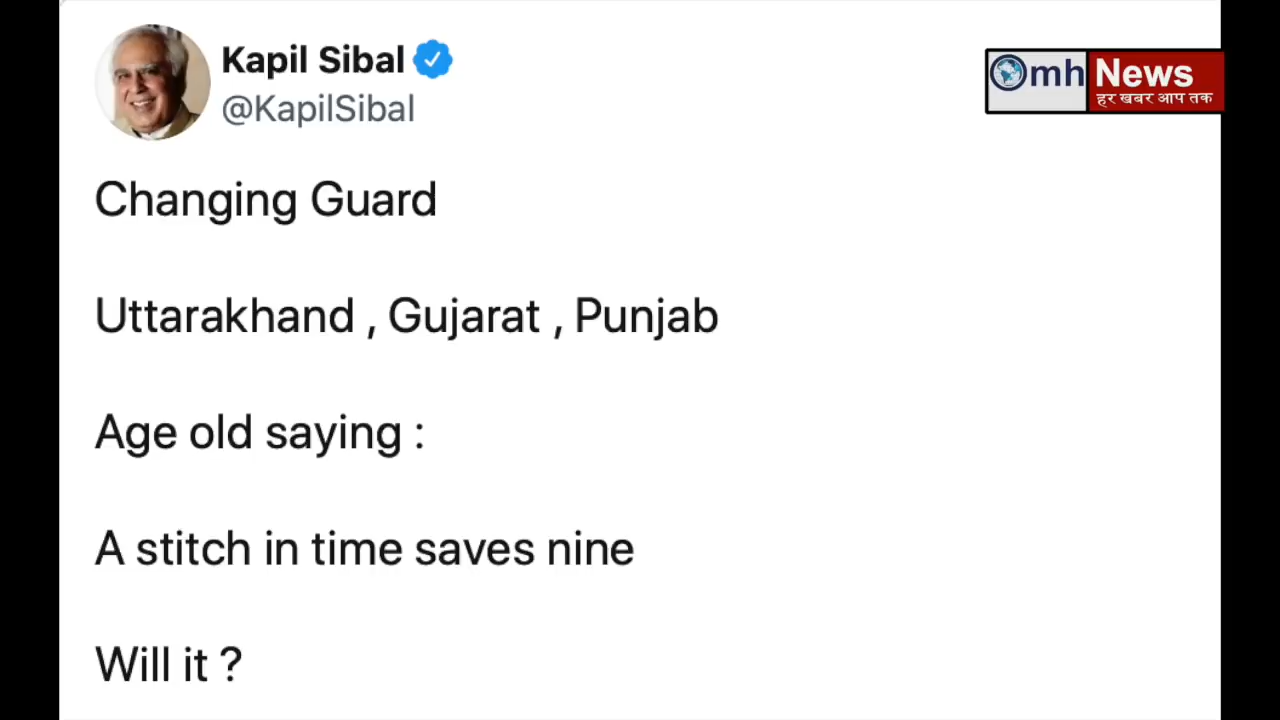 Kapil Sibal
@KapilSibal
Omh News
हर खबर आप तक
Changing Guard
Uttarakhand , Gujarat , Punjab
Age old saying :
A stitch in time saves nine
Will it ?